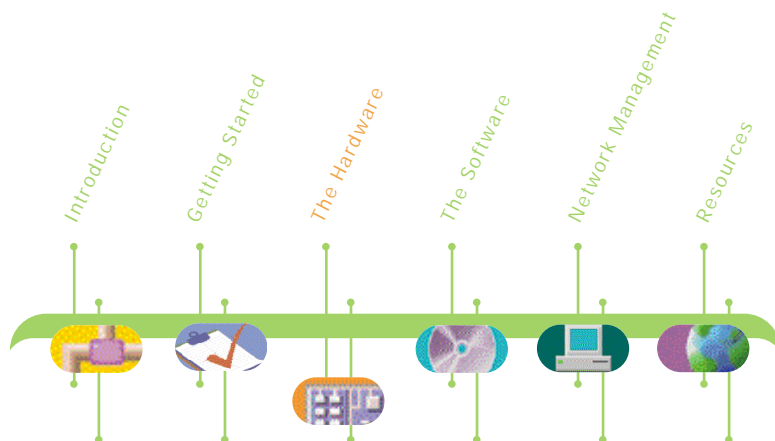 Introduction
Getting Started
The Hardware
The Software
Network Management
Resources